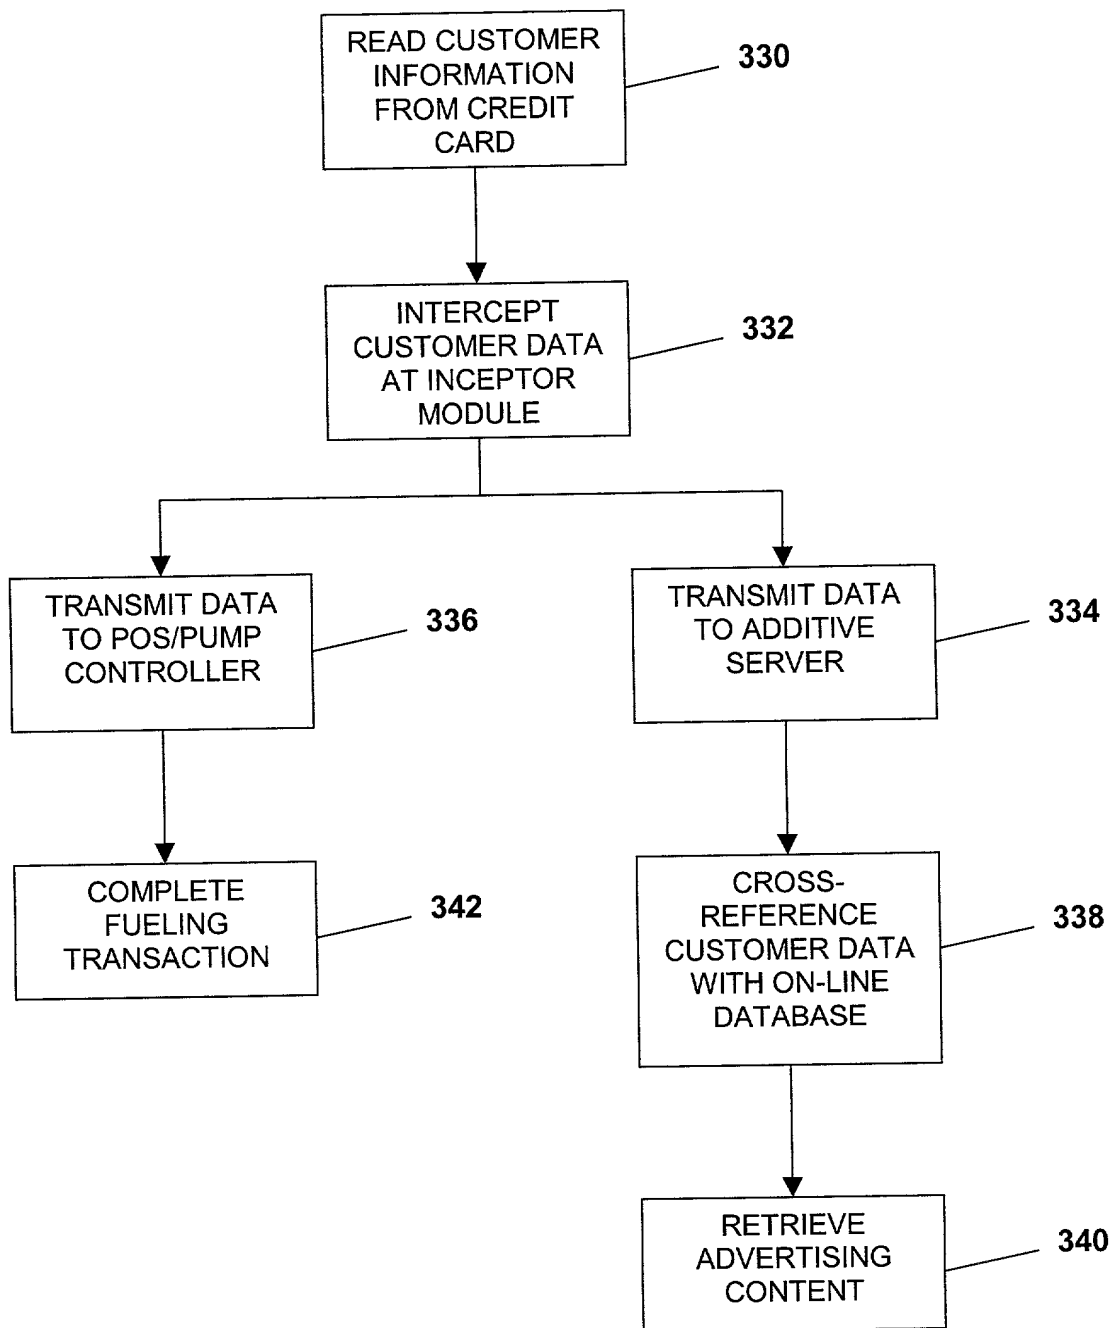 READ CUSTOMER
INFORMATION
FROM CREDIT
CARD
330
INTERCEPT
CUSTOMER DATA
AT INCEPTOR
MODULE
332
TRANSMIT DATA
TO POS/PUMP
CONTROLLER
336
TRANSMIT DATA
TO ADDITIVE
SERVER
334
COMPLETE
FUELING
TRANSACTION
342
CROSS-
REFERENCE
CUSTOMER DATA
WITH ON-LINE
DATABASE
338
RETRIEVE
ADVERTISING
CONTENT
340